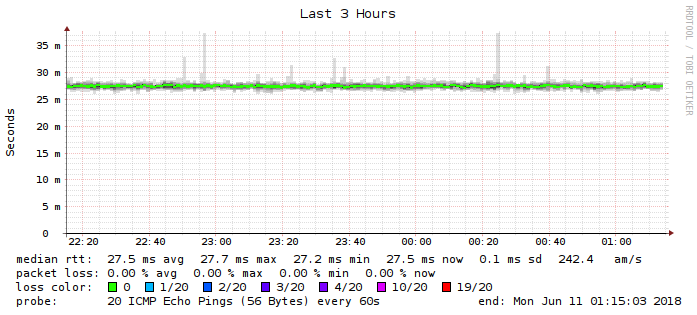 Last 3 Hours
RRDTOOL / TOBI OETIKER
Seconds
35 m
30 m
25 m
20 m
15 m
10 m
5 m
0
22:20 22:40 23:00 23:20 23:40 00:00 00:20 00:40 01:00
median rtt: 27.5 ms avg 27.7 ms max 27.2 ms min 27.5 ms now 0.1 ms sd 242.4 am/s
packet loss: 0.00 % avg 0.00 % max 0.00 % min 0.00 % now
loss color: 0 1/20 2/20 3/20 4/20 10/20 19/20
probe: 20 ICMP Echo Pings (56 Bytes) every 60s end: Mon Jun 11 01:15:03 2018